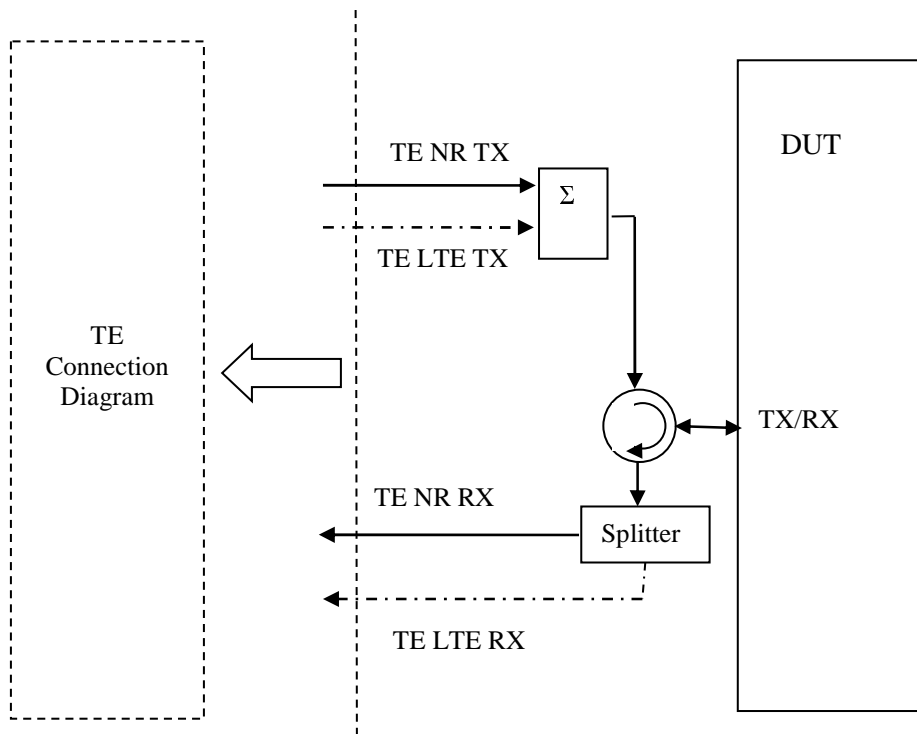 TE
Connection
Diagram
TE NR TX
TE LTE TX
Σ
DUT
TX/RX
TE NR RX
Splitter
TE LTE RX